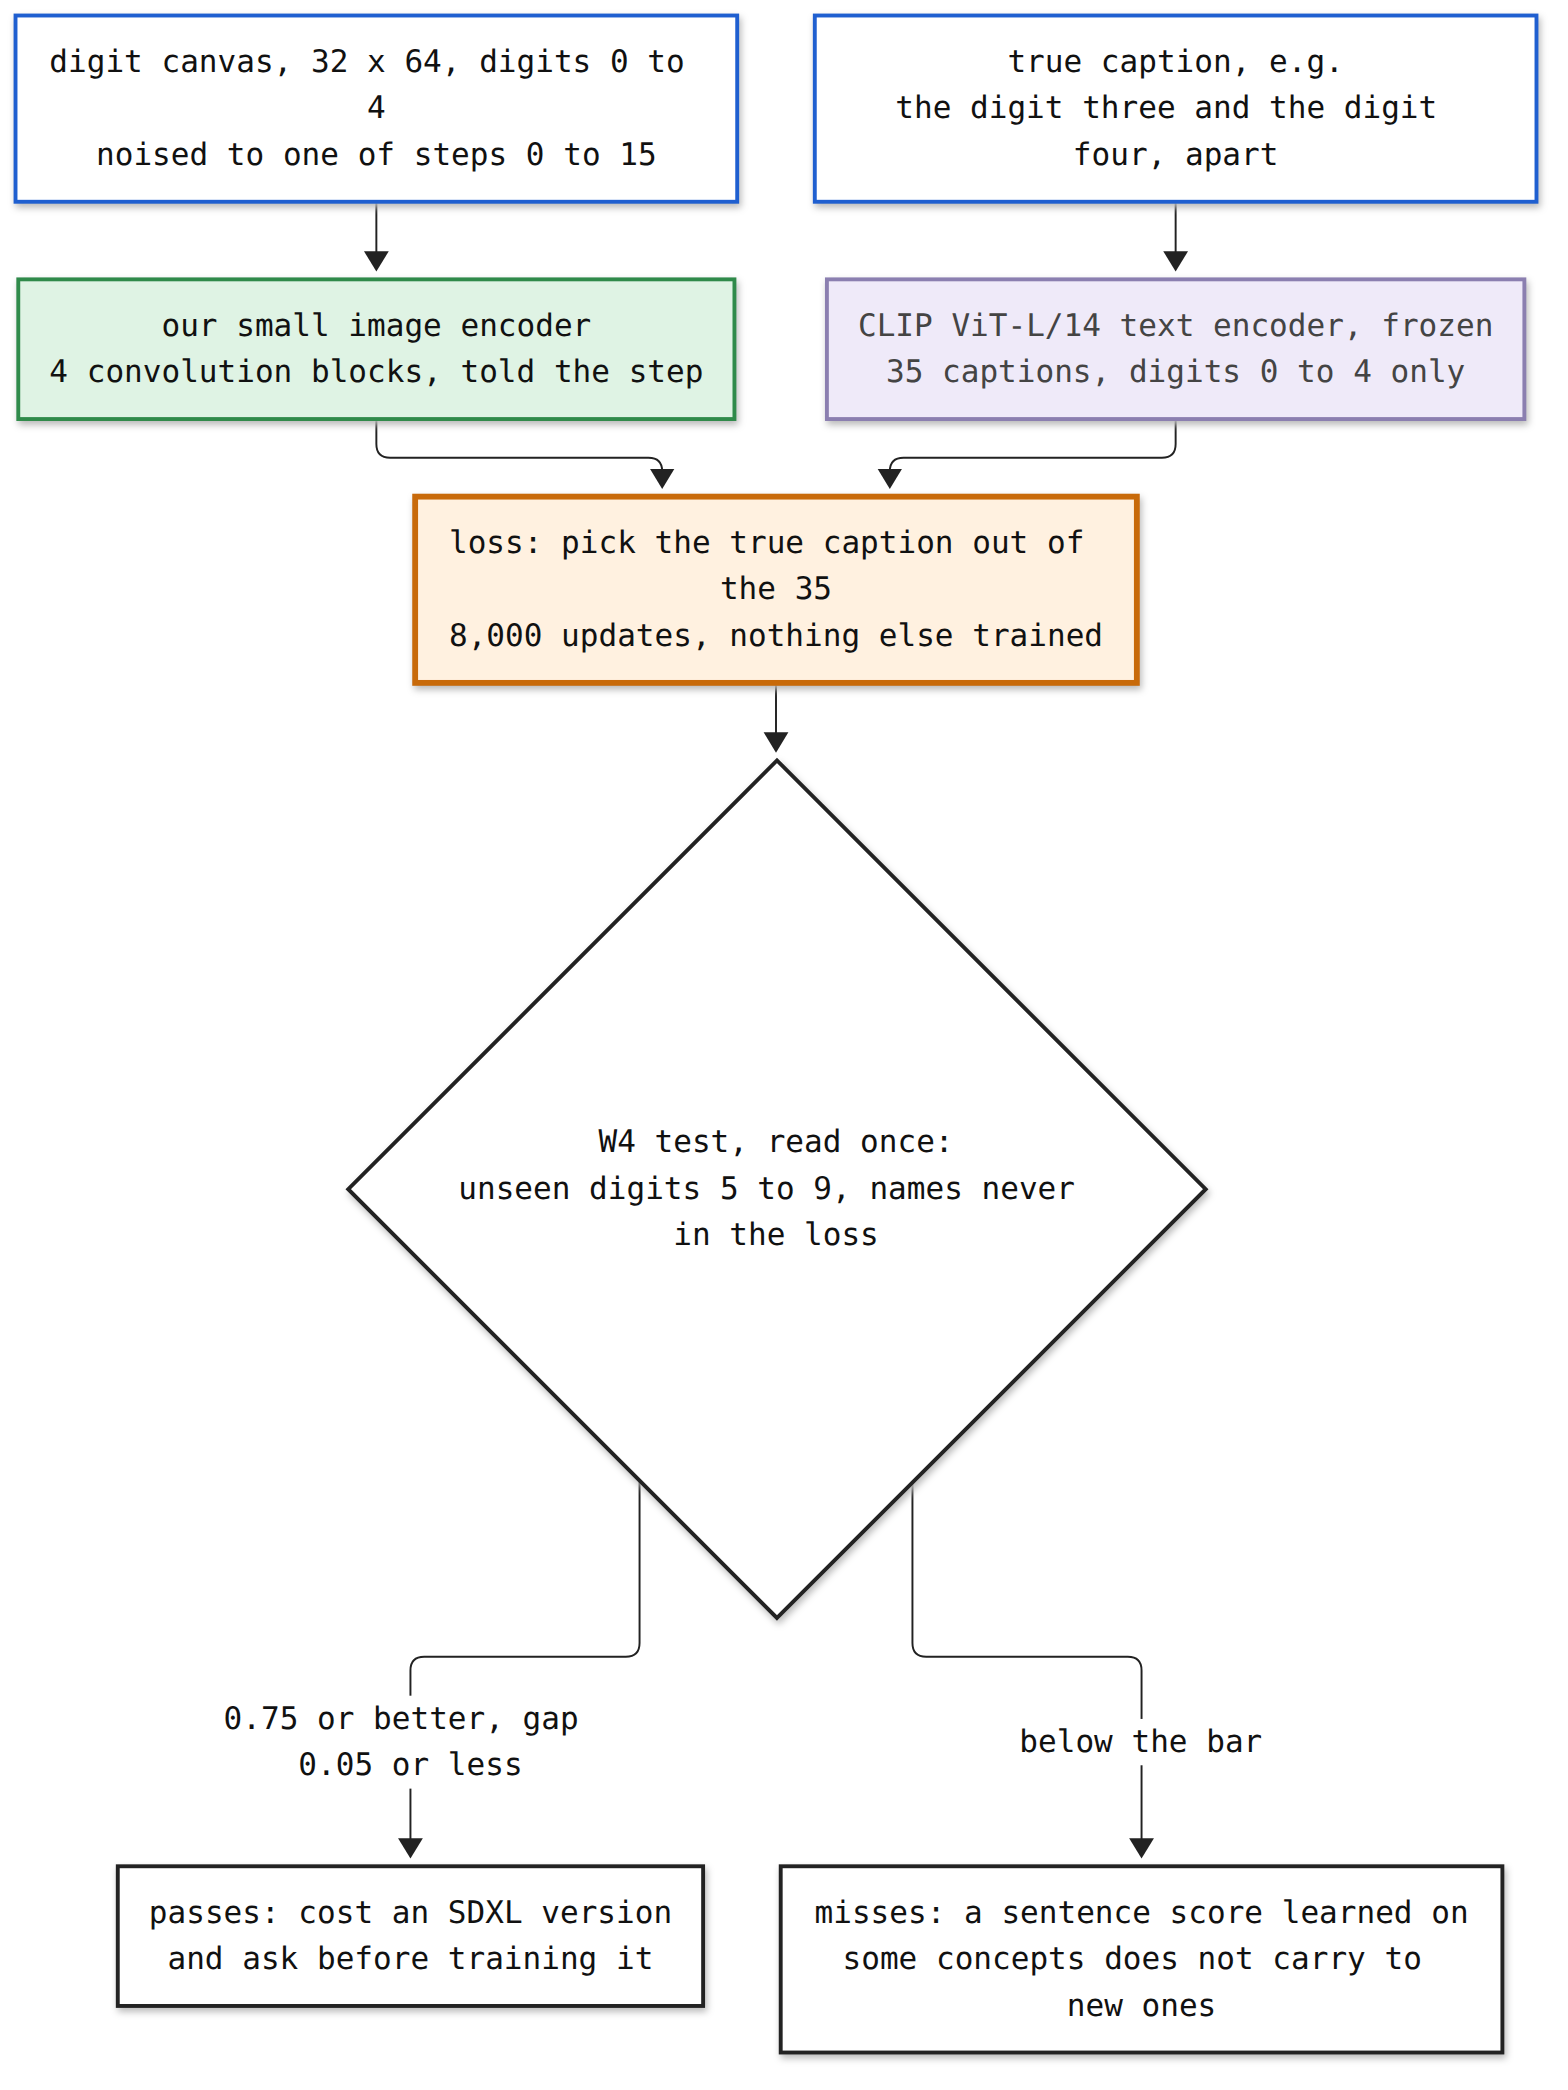 digit canvas, 32 x 64, digits 0 to
4
noised to one of steps 0 to 15
true caption, e.g.
the digit three and the digit
four, apart
our small image encoder
4 convolution blocks, told the step
CLIP ViT-L/14 text encoder, frozen
35 captions, digits 0 to 4 only
loss: pick the true caption out of
the 35
8,000 updates, nothing else trained
W4 test, read once:
unseen digits 5 to 9, names never
in the loss
0.75 or better, gap
0.05 or less
below the bar
passes: cost an SDXL version
and ask before training it
misses: a sentence score learned on
some concepts does not carry to
new ones